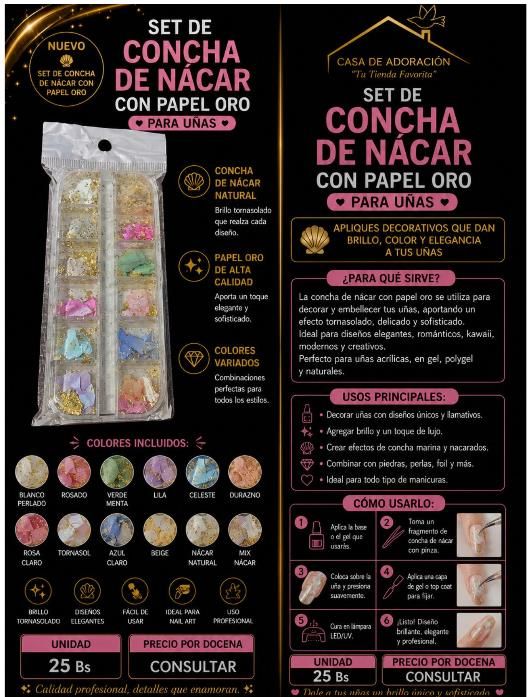 NUEVO
SET DE CONCHA
DE NÁCAR CON
PAPEL ORO
SET DE
CONCHA
DE NÁCAR
CON PAPEL ORO
PARA UÑAS
CONCHA
DE NÁCAR
NATURAL
Brillo tornasolado
que realza cada
diseño.
PAPEL ORO
DE ALTA
CALIDAD
Aporta un toque
elegante y
sofisticado.
COLORES
VARIADOS
Combinaciones
perfectas para
todos los estilos.
COLORES INCLUIDOS:
BLANCO
PERLADO
ROSADO
VERDE
MENTA
LILA
CELESTE
DURAZNO
ROSA
CLARO
TORNASOL
AZUL
CLARO
BEIGE
NÁCAR
NATURAL
MIX
NÁCAR
BRILLO
TORNASOLADO
DISEÑOS
ELEGANTES
FÁCIL DE
USAR
IDEAL PARA
NAIL ART
USO
PROFESIONAL
UNIDAD
25 Bs
PRECIO POR DOCENA
CONSULTAR
Calidad profesional, detalles que enamoran.
CASA DE ADORACIÓN
"Tu Tienda Favorita"
SET DE
CONCHA
DE NÁCAR
CON PAPEL ORO
PARA UÑAS
APLIQUES DECORATIVOS QUE DAN
BRILLO, COLOR Y ELEGANCIA
A TUS UÑAS
¿PARA QUÉ SIRVE?
La concha de nácar con papel oro se utiliza para
decorar y embellecer tus uñas, aportando un
efecto tornasolado, delicado y sofisticado.
Ideal para diseños elegantes, románticos, kawaii,
modernos y creativos.
Perfecto para uñas acrílicas, en gel, polygel
y naturales.
USOS PRINCIPALES:
• Decorar uñas con diseños únicos y llamativos.
• Agregar brillo y un toque de lujo.
• Crear efectos de concha marina y nacarados.
• Combinar con piedras, perlas, foil y más.
• Ideal para todo tipo de manicuras.
CÓMO USARLO:
1
Aplica la base
o el gel que
usarás.
2
Toma un
fragmento de
concha de nácar
con pinza.
3
Coloca sobre la
uña y presiona
suavemente.
4
Aplica una capa
de gel o top coat
para fijar.
5
Cura en lámpara
LED/UV.
6
¡Listo! Diseño
brillante, elegante
y profesional.
UNIDAD
25 Bs
PRECIO POR DOCENA
CONSULTAR
Dale a tus uñas un brillo único y sofisticado